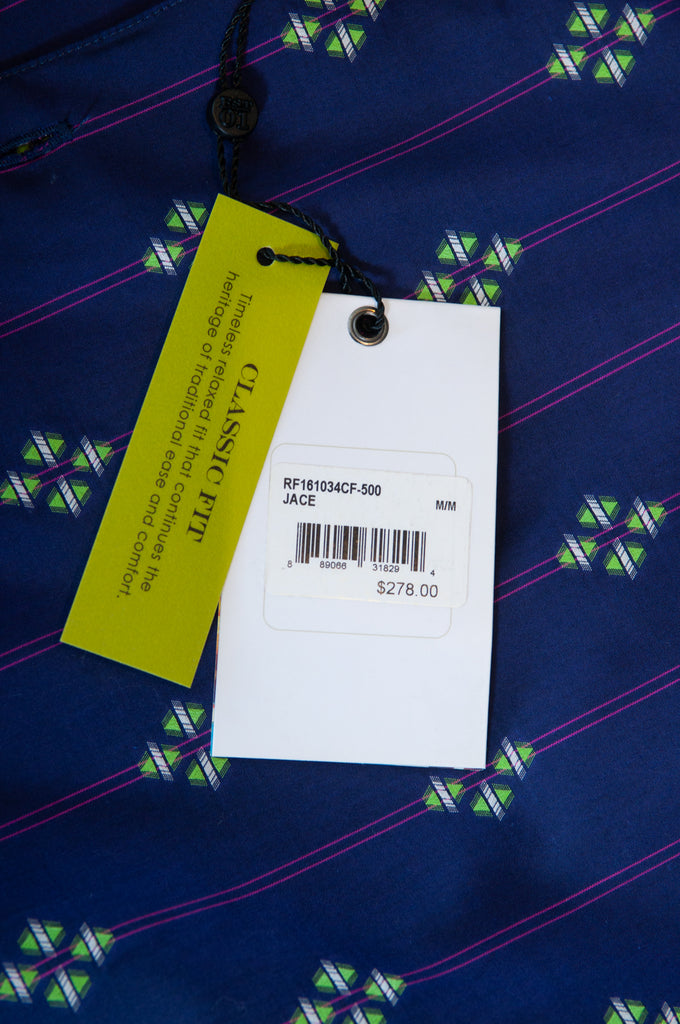 CLASSIC FIT
Timeless relaxed fit that continues the
heritage of traditional ease and comfort.
RF161034CF-500
JACE
M/M
8 89066 31829 4
$278.00